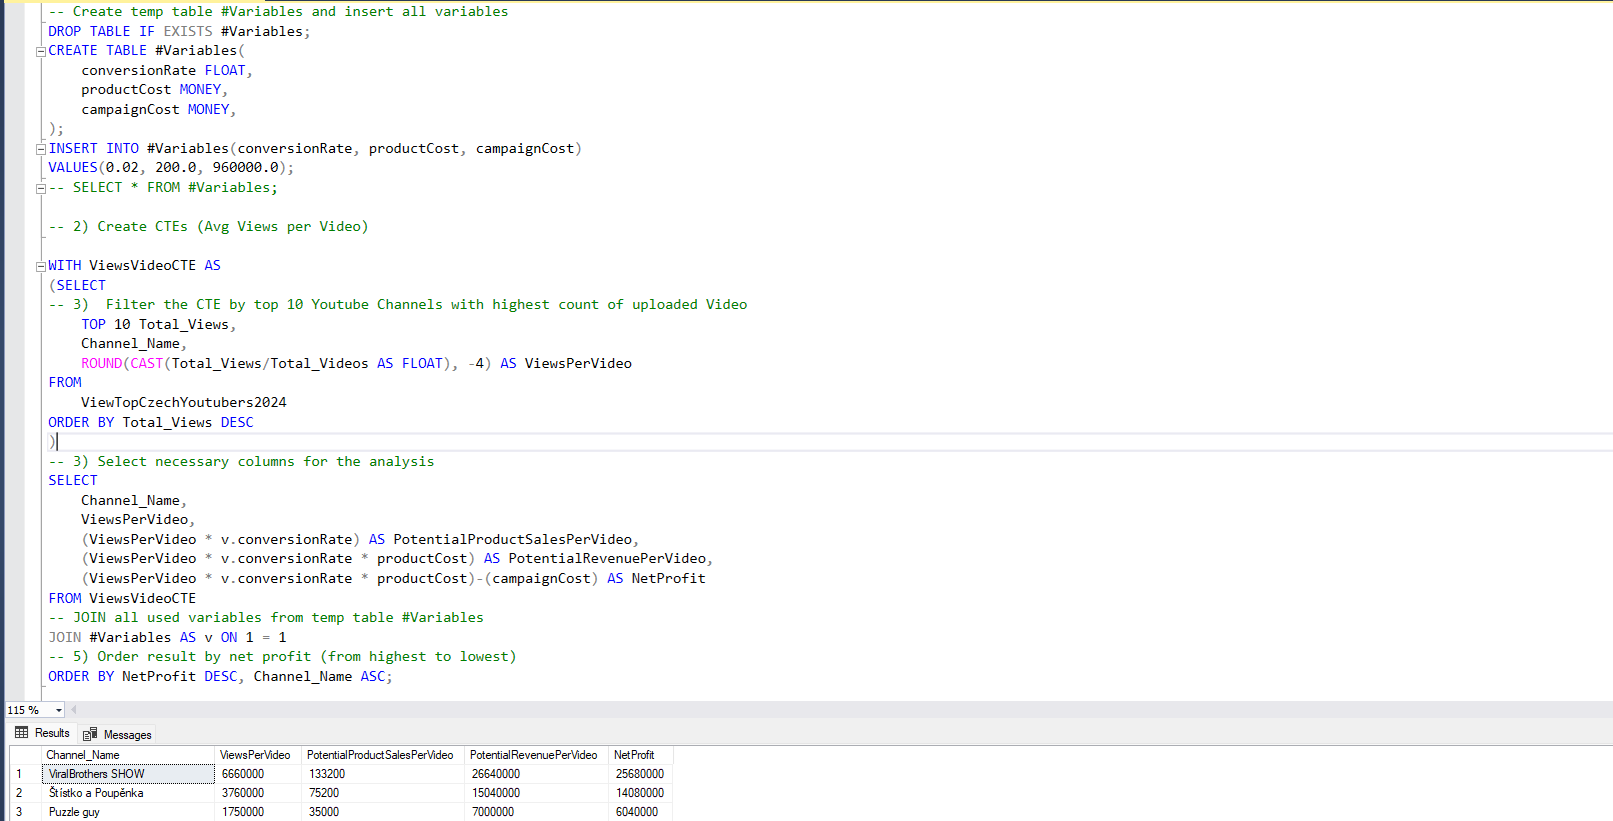 -- Create temp table #Variables and insert all variables
DROP TABLE IF EXISTS #Variables;
CREATE TABLE #Variables(
    conversionRate FLOAT,
    productCost MONEY,
    campaignCost MONEY,
);
INSERT INTO #Variables(conversionRate, productCost, campaignCost)
VALUES(0.02, 200.0, 960000.0);
-- SELECT * FROM #Variables;
-- 2) Create CTEs (Avg Views per Video)
WITH ViewsVideoCTE AS
(SELECT
-- 3)  Filter the CTE by top 10 Youtube Channels with highest count of uploaded Video
    TOP 10 Total_Views,
    Channel_Name,
    ROUND(CAST(Total_Views/Total_Videos AS FLOAT), -4) AS ViewsPerVideo
FROM
    ViewTopCzechYoutubers2024
ORDER BY Total_Views DESC
)
-- 3) Select necessary columns for the analysis
SELECT
    Channel_Name,
    ViewsPerVideo,
    (ViewsPerVideo * v.conversionRate) AS PotentialProductSalesPerVideo,
    (ViewsPerVideo * v.conversionRate * productCost) AS PotentialRevenuePerVideo,
    (ViewsPerVideo * v.conversionRate * productCost)-(campaignCost) AS NetProfit
FROM ViewsVideoCTE
-- JOIN all used variables from temp table #Variables
JOIN #Variables AS v ON 1 = 1
-- 5) Order result by net profit (from highest to lowest)
ORDER BY NetProfit DESC, Channel_Name ASC;
115 %
Results Messages
Channel_Name ViewsPerVideo PotentialProductSalesPerVideo PotentialRevenuePerVideo NetProfit
1 ViralBrothers SHOW 6660000 133200 26640000 25680000
2 Štístko a Poupěnka 3760000 75200 15040000 14080000
3 Puzzle guy 1750000 35000 7000000 6040000